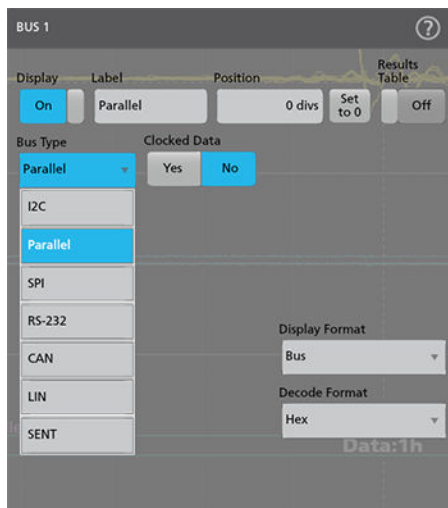 BUS 1
?
Display
Label
Position
Results
Table
On
Parallel
0 divs
Set
to 0
Off
Bus Type
Clocked Data
Parallel
Yes
No
I2C
Parallel
SPI
RS-232
CAN
LIN
SENT
Display Format
Bus
Decode Format
Hex
Data:1h